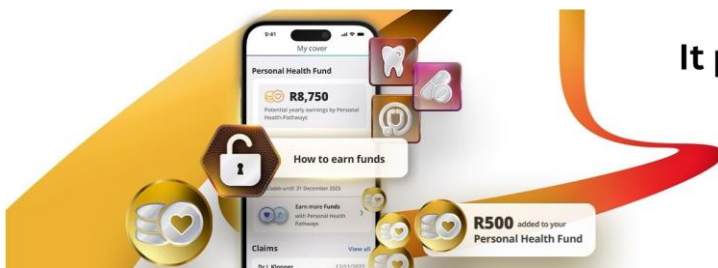 9:41
My cover
Personal Health Fund
R8,750
Potential yearly earnings by Personal
Health Pathways
How to earn funds
until: 31 December 2025
Earn more Funds
with Personal Health
Pathways
Claims View all
Dr J. Klopper
It
R500 added to your
Personal Health Fund